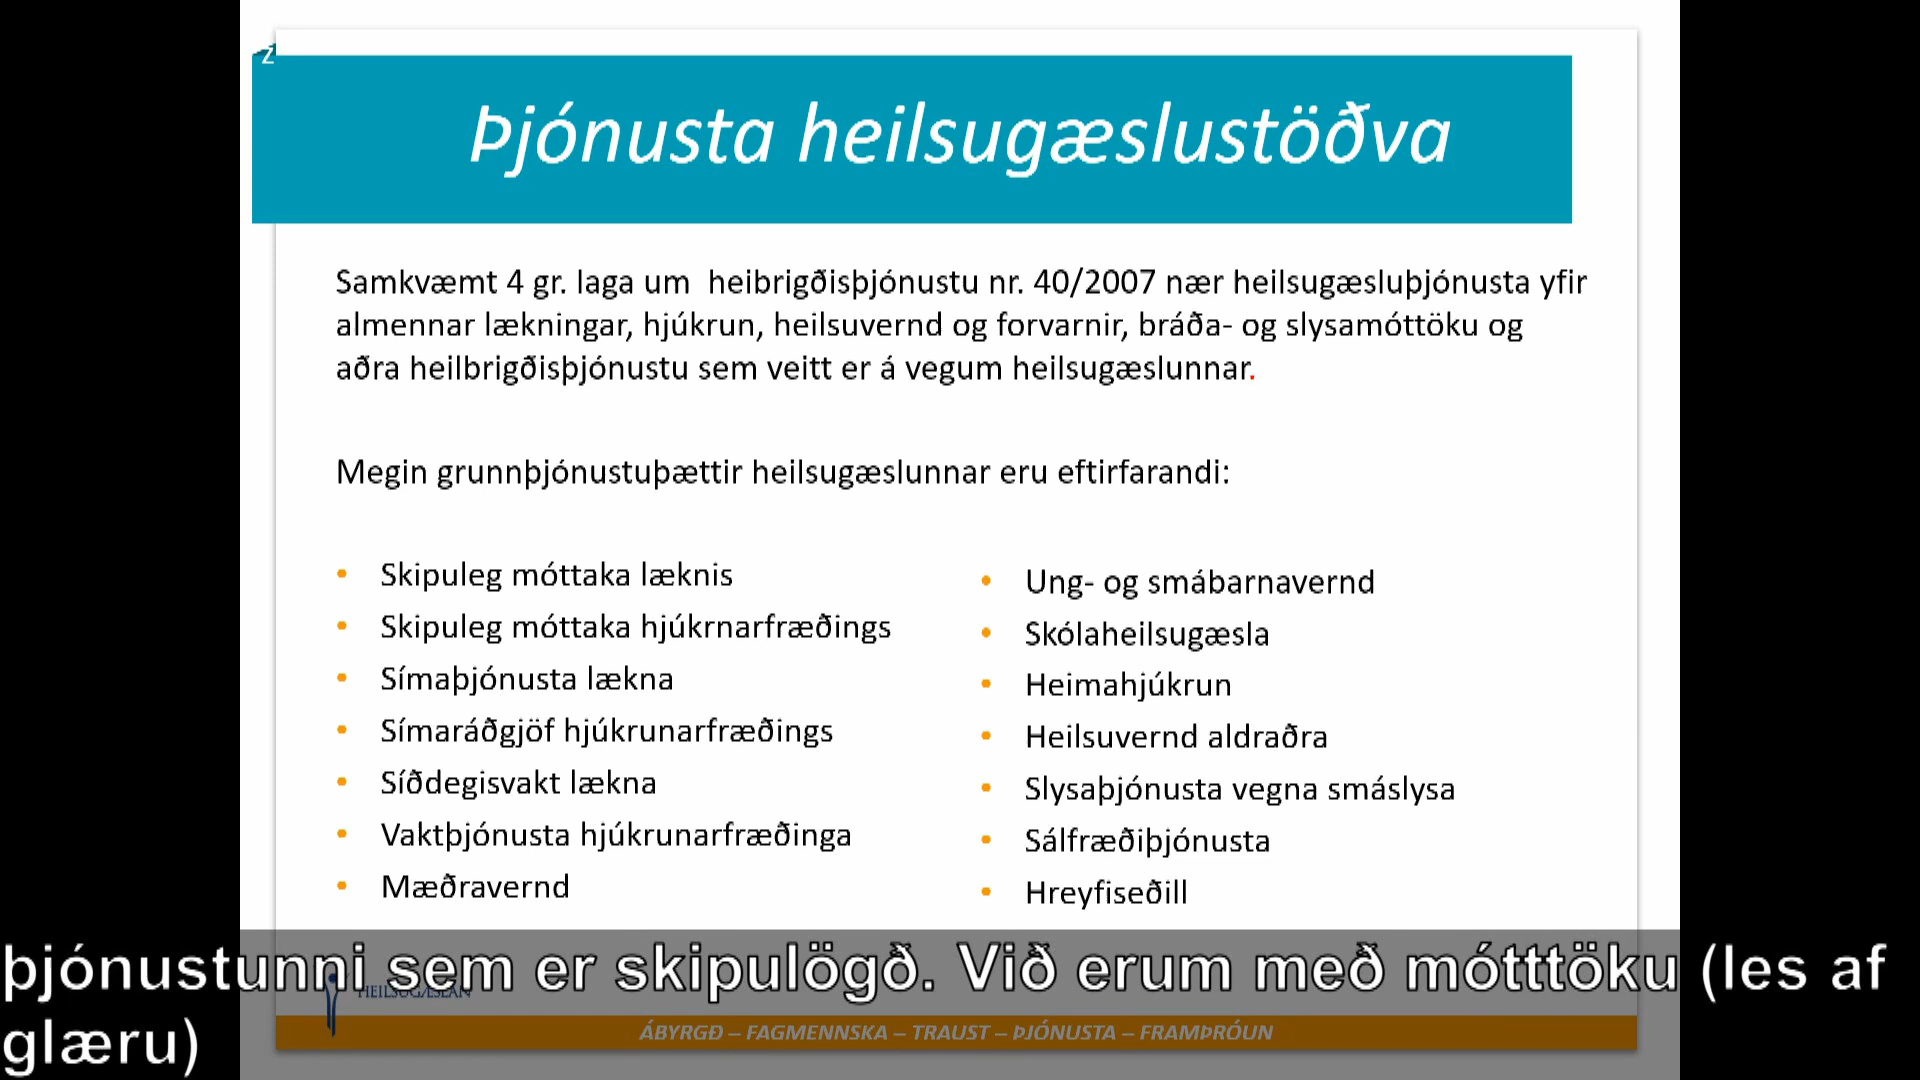 Z
Þjónusta heilsugæslustöðva
Samkvæmt 4 gr. laga um heibrigðisþjónustu nr. 40/2007 nær heilsugæsluþjónusta yfir
almennar lækningar, hjúkrun, heilsuvernd og forvarnir, bráða- og slysamóttöku og
aðra heilbrigðisþjónustu sem veitt er á vegum heilsugæslunnar.
Megin grunnþjónustuþættir heilsugæslunnar eru eftirfarandi:
• Skipuleg móttaka læknis
• Skipuleg móttaka hjúkrnarfræðings
• Símaþjónusta lækna
• Símaráðgjöf hjúkrunarfræðings
• Síðdegisvakt lækna
• Vaktþjónusta hjúkrunarfræðinga
• Mæðravernd
• Ung- og smábarnavernd
• Skólaheilsugæsla
• Heimahjúkrun
• Heilsuvernd aldraðra
• Slysaþjónusta vegna smáslysa
• Sálfræðiþjónusta
• Hreyfiseðill
þjónustunni sem er skipulögð. Við erum með mótttöku (les af
glæru)
HEILSUGÆSLAN
ÁBYRGÐ – FAGMENNSKA – TRAUST – ÞJÓNUSTA – FRAMÞRÓUN